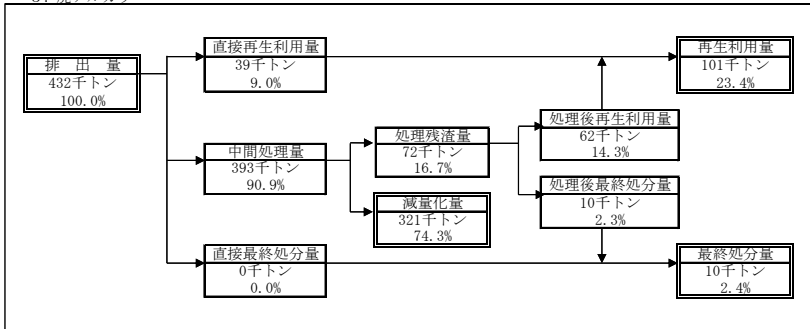 排 出 量
432千トン
100.0%
直接再生利用量
39千トン
9.0%
中間処理量
393千トン
90.9%
直接最終処分量
0千トン
0.0%
処理残渣量
72千トン
16.7%
減量化量
321千トン
74.3%
処理後再生利用量
62千トン
14.3%
処理後最終処分量
10千トン
2.3%
再生利用量
101千トン
23.4%
最終処分量
10千トン
2.4%